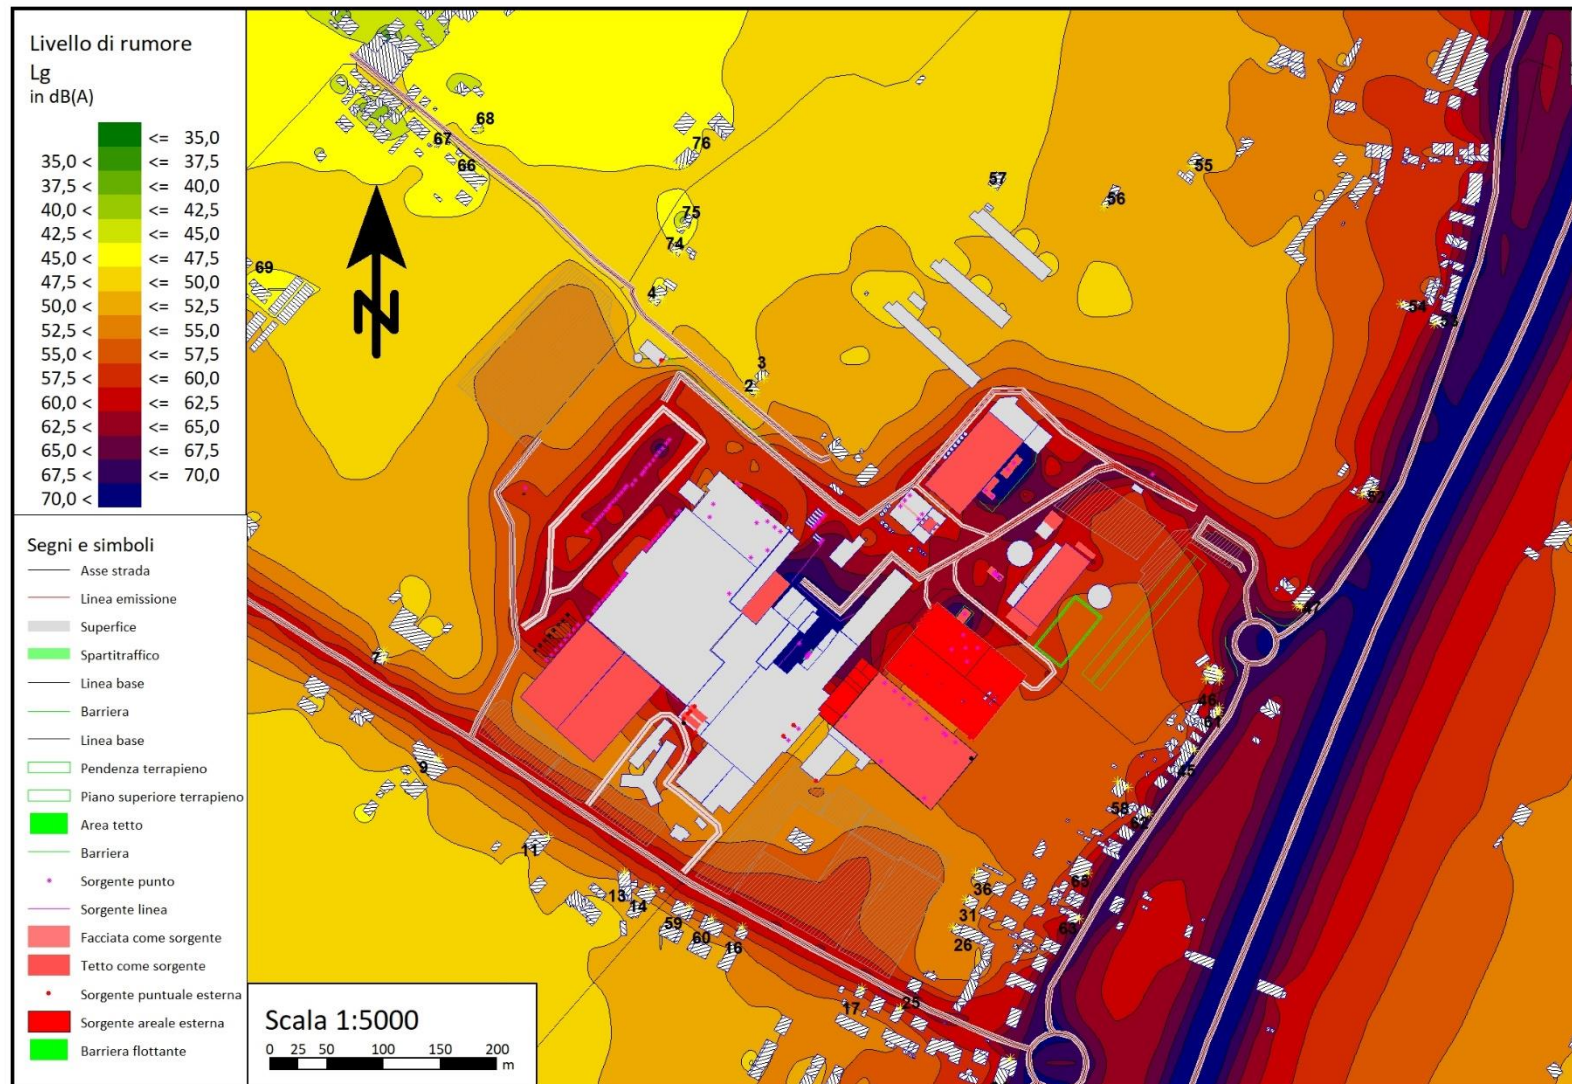 Livello di rumore
Lg
in dB(A)
<= 35,0
35,0 < <= 37,5
37,5 < <= 40,0
40,0 < <= 42,5
42,5 < <= 45,0
45,0 < <= 47,5
47,5 < <= 50,0
50,0 < <= 52,5
52,5 < <= 55,0
55,0 < <= 57,5
57,5 < <= 60,0
60,0 < <= 62,5
62,5 < <= 65,0
65,0 < <= 67,5
67,5 < <= 70,0
70,0 <
Segni e simboli
Asse strada
Linea emissione
Superfice
Spartitraffico
Linea base
Barriera
Linea base
Pendenza terrapieno
Piano superiore terrapieno
Area tetto
Barriera
Sorgente punto
Sorgente linea
Facciata come sorgente
Tetto come sorgente
Sorgente puntuale esterna
Sorgente areale esterna
Barriera flottante
68
67
66
76
75
74
69
4
3
2
57
56
55
54
N
7
9
11
13
14
59
60
16
17
25
26
31
36
46
58
63
47
Scala 1:5000
0 25 50 100 150 200
m